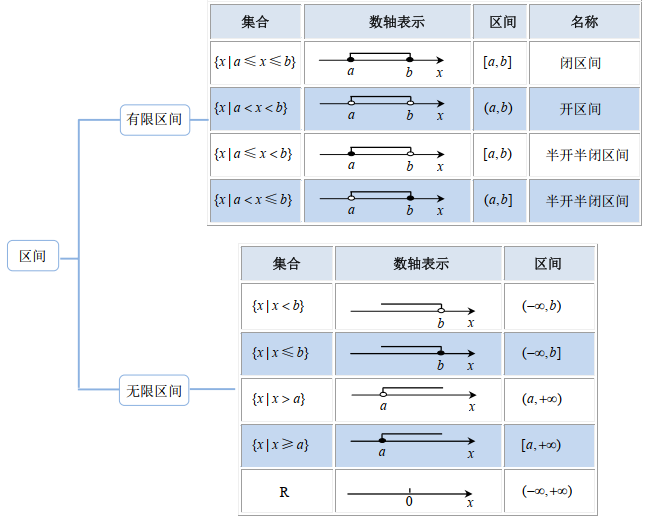 区间
有限区间
集合 数轴表示 区间 名称
{x|a≤x≤b} a b x [a,b] 闭区间
{x|a<x<b} a b x (a,b) 开区间
{x|a≤x<b} a b x [a,b) 半开半闭区间
{x|a<x≤b} a b x (a,b] 半开半闭区间
无限区间
集合 数轴表示 区间
{x|x<b} b x (−∞,b)
{x|x≤b} b x (−∞,b]
{x|x>a} a x (a,+∞)
{x|x≥a} a x [a,+∞)
R 0 x (−∞,+∞)